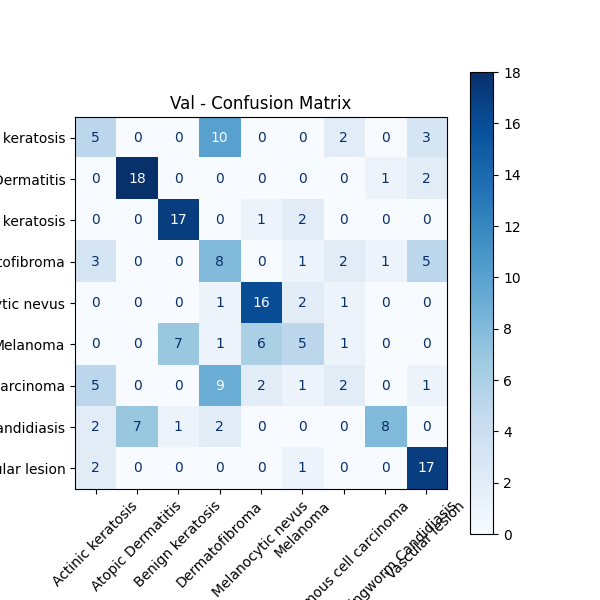 Val - Confusion Matrix
keratosis 5 0 0 10 0 0 2 0 3
Dermatitis 0 18 0 0 0 0 0 1 2
keratosis 0 0 17 0 1 2 0 0 0
tofibroma 3 0 0 8 0 1 2 1 5
ytic nevus 0 0 0 1 16 2 1 0 0
Melanoma 0 0 7 1 6 5 1 0 0
arcinoma 5 0 0 9 2 1 2 0 1
andidiasis 2 7 1 2 0 0 0 8 0
ular lesion 2 0 0 0 0 1 0 0 17
Actinic keratosis
Atopic Dermatitis
Benign keratosis
Dermatofibroma
Melanocytic nevus
Melanoma
mous cell carcinoma
ngworm Candidiasis
Vascular lesion
18
16
14
12
10
8
6
4
2
0